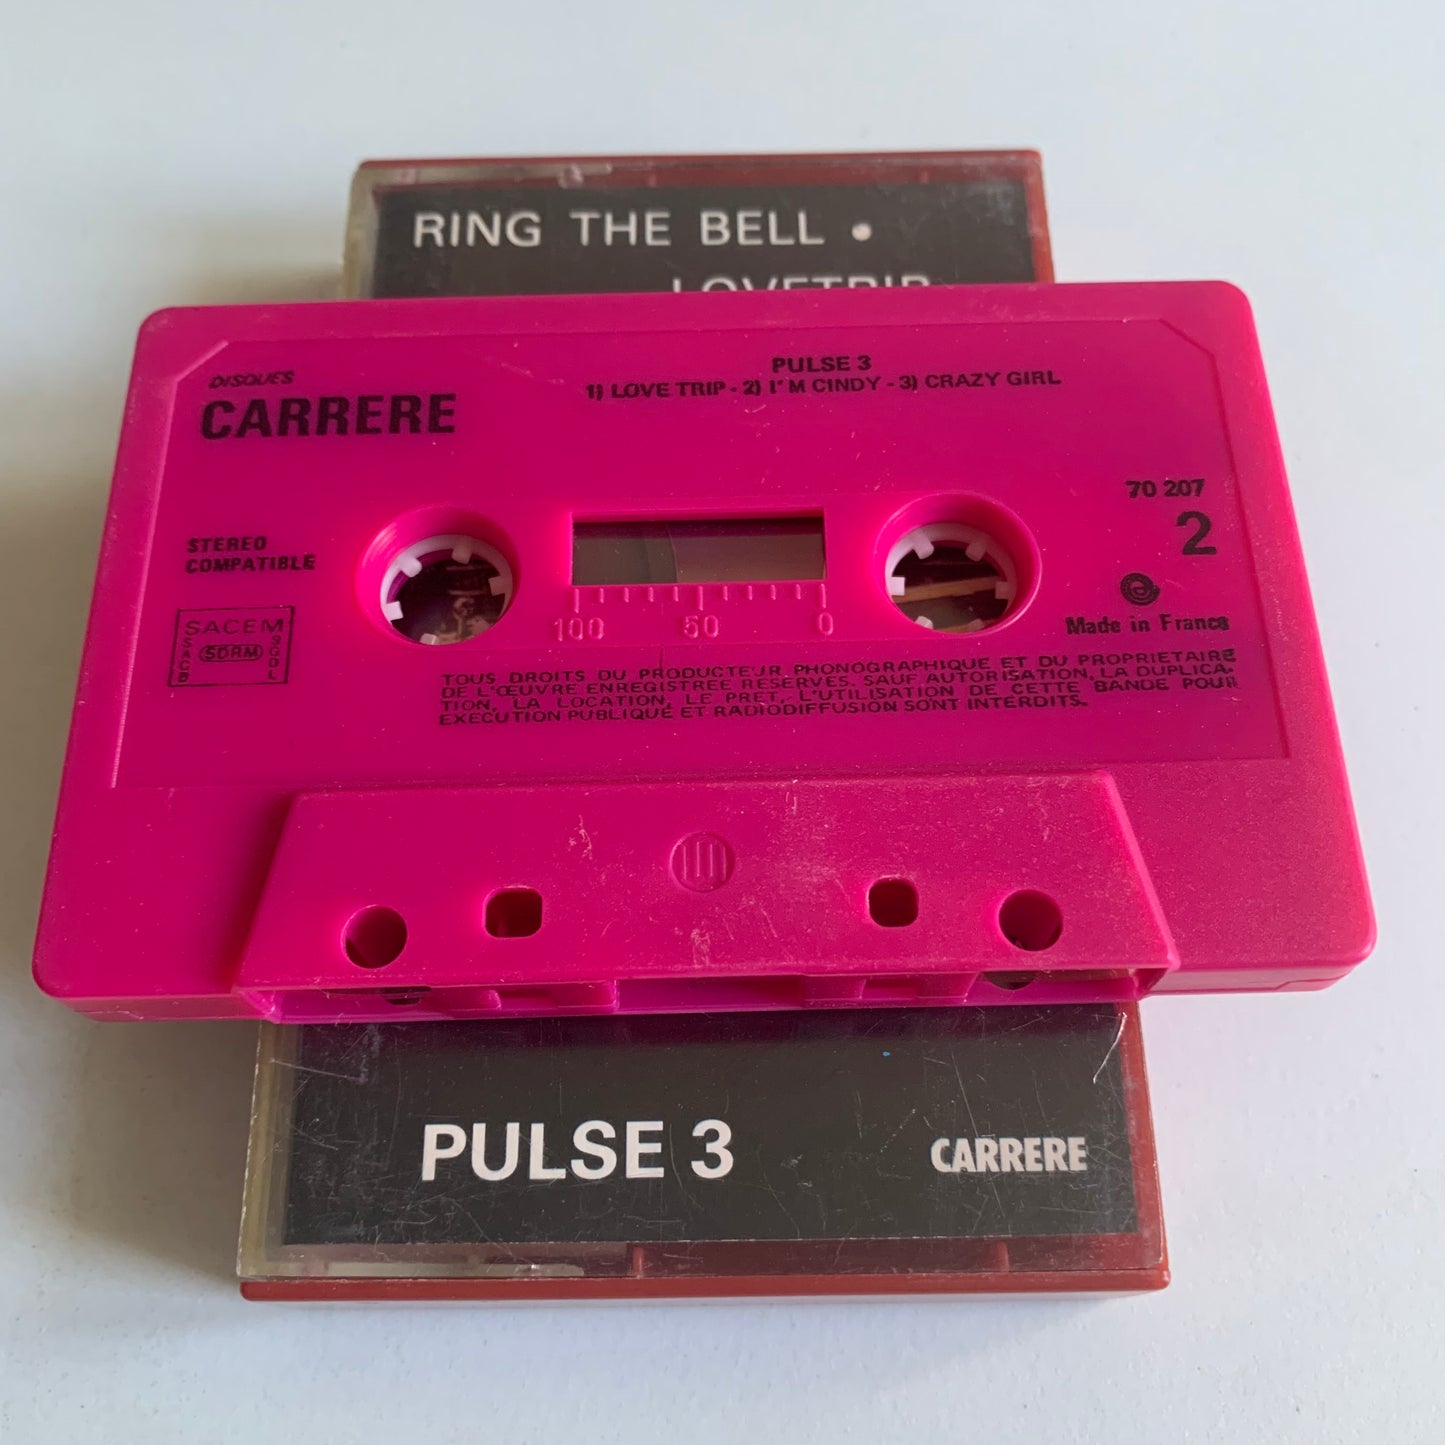 RING THE BELL •
LOVETRIP
DISQUES
CARRERE
PULSE 3
1) LOVE TRIP - 2) I'M CINDY - 3) CRAZY GIRL
70 207
2
STEREO
COMPATIBLE
100 50 0
Made in France
SACEM
SACD SDRM SGDL
TOUS DROITS DU PRODUCTEUR PHONOGRAPHIQUE ET DU PROPRIETAIRE
DE L'ŒUVRE ENREGISTREE RESERVES. SAUF AUTORISATION, LA DUPLICA-
TION, LA LOCATION, LE PRET, L'UTILISATION DE CETTE BANDE POUR
EXECUTION PUBLIQUE ET RADIODIFFUSION SONT INTERDITS.
PULSE 3
CARRERE